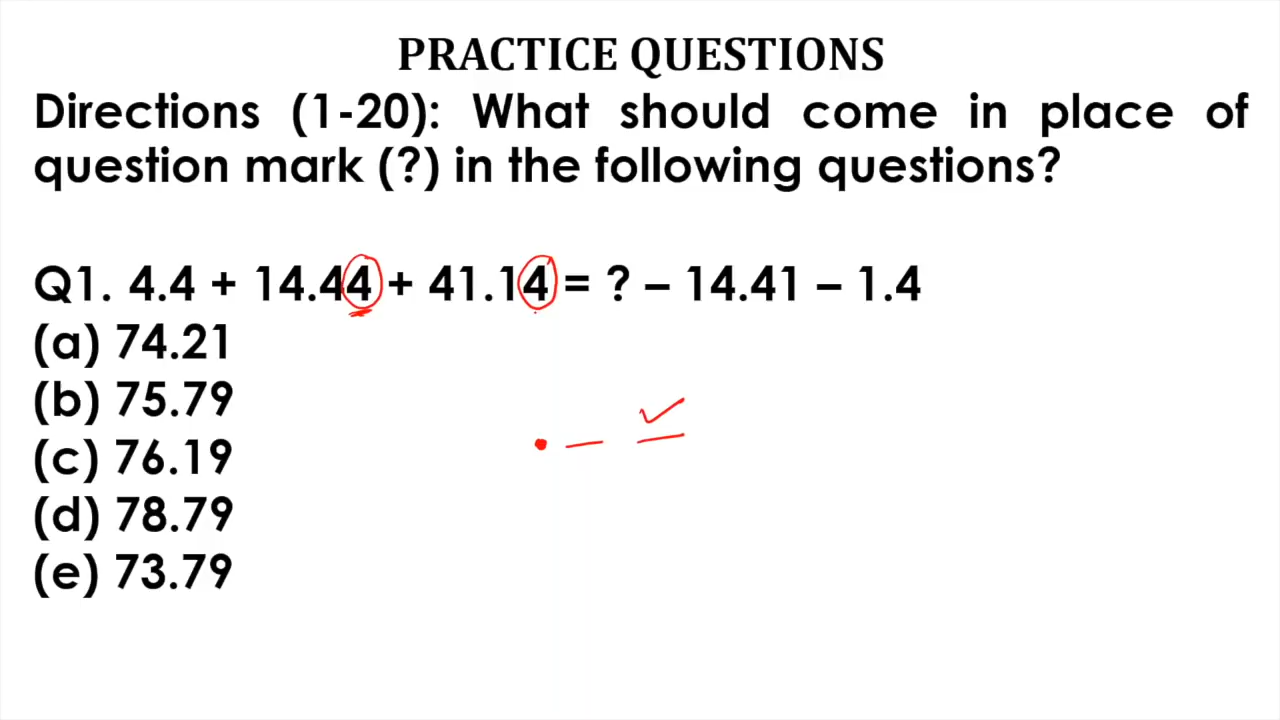 PRACTICE QUESTIONS
Directions (1-20): What should come in place of
question mark (?) in the following questions?
Q1. 4.4 + 14.44 + 41.14 = ? – 14.41 – 1.4
(a) 74.21
(b) 75.79
(c) 76.19
(d) 78.79
(e) 73.79